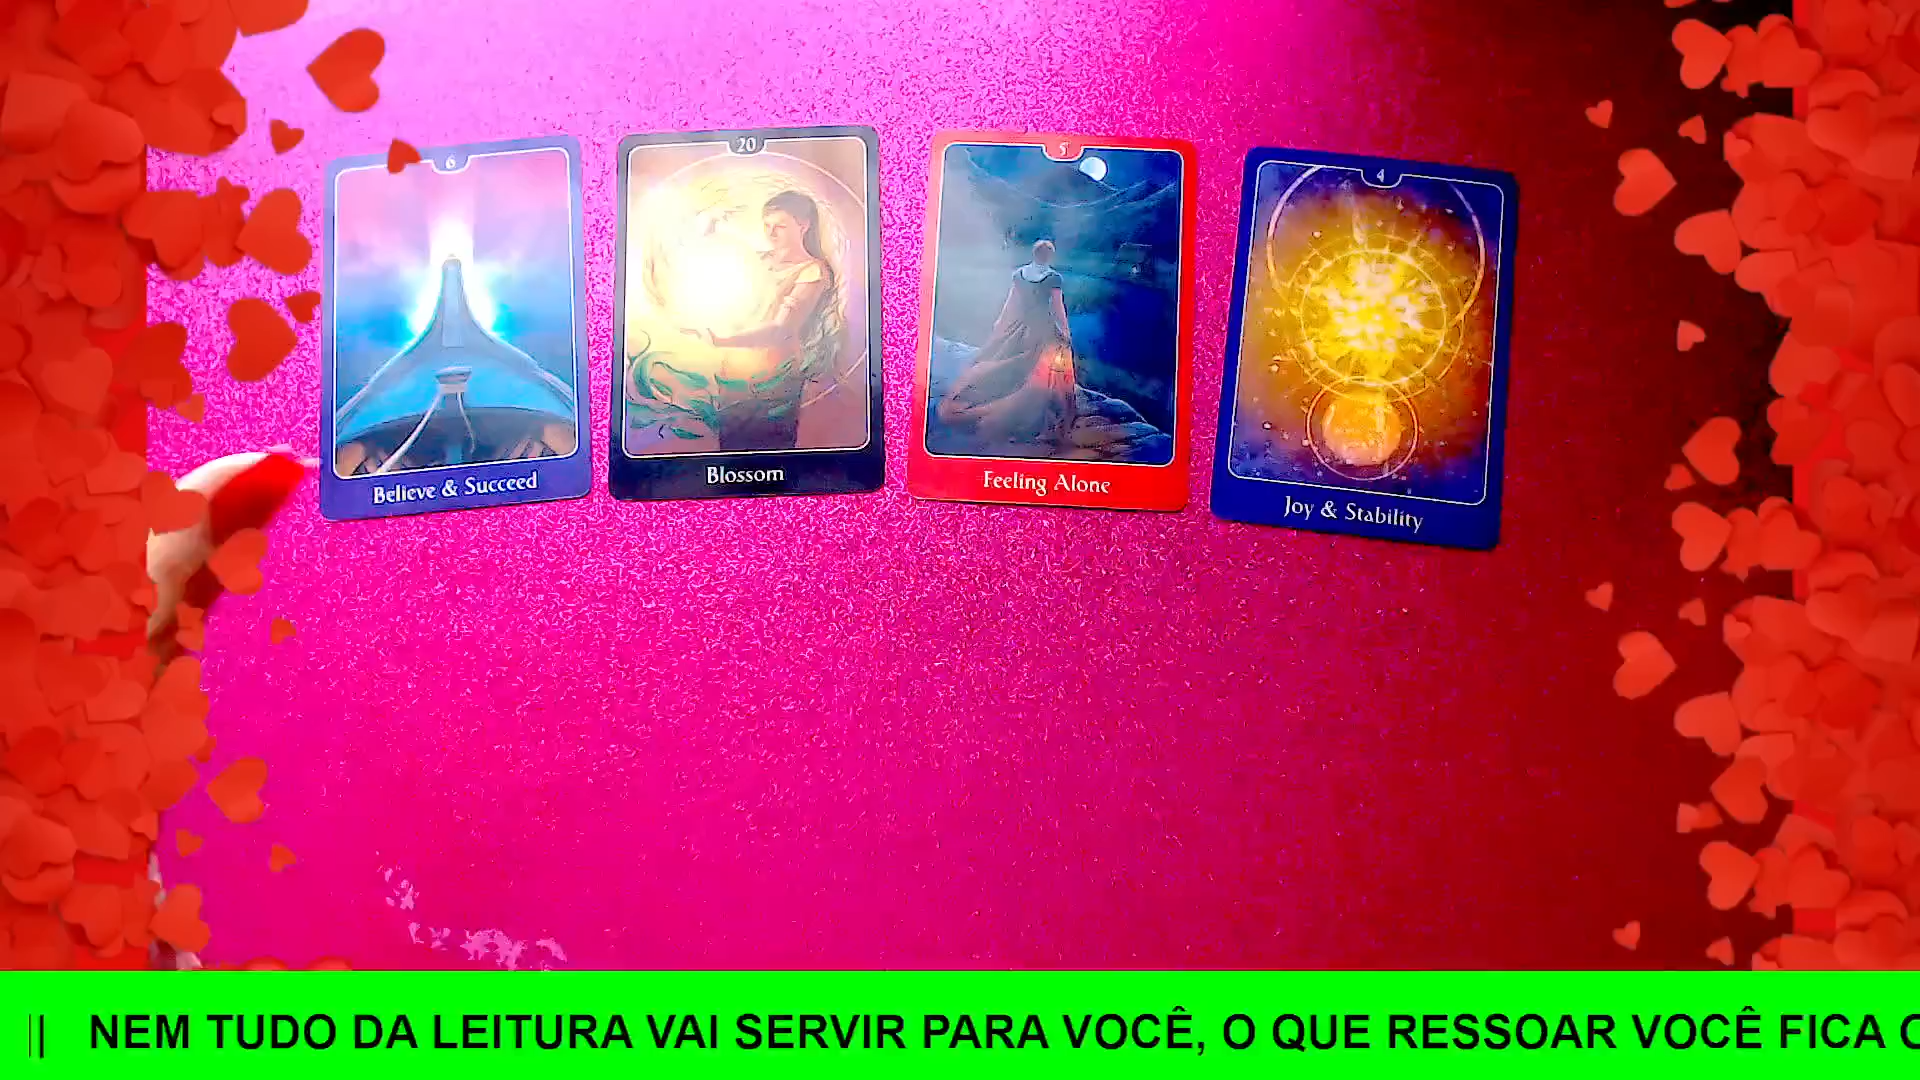 6
Believe & Succeed
20
Blossom
5
Feeling Alone
4
Joy & Stability
|| NEM TUDO DA LEITURA VAI SERVIR PARA VOCÊ, O QUE RESSOAR VOCÊ FICA